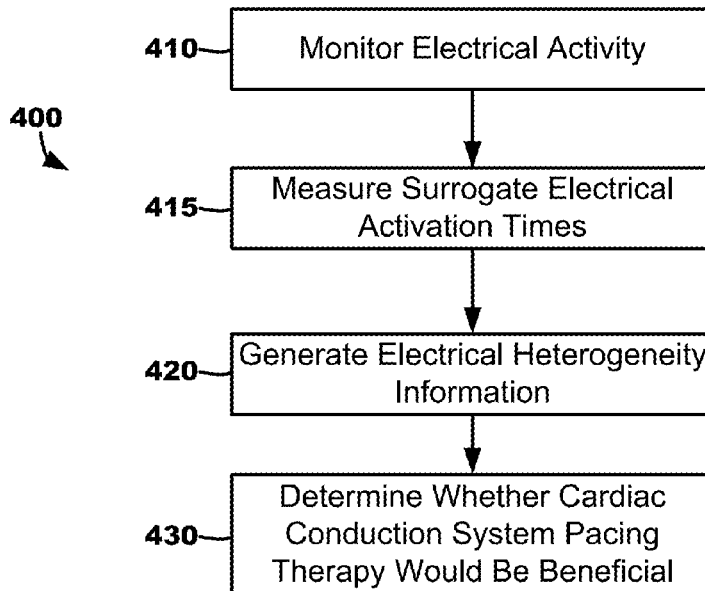 410
Monitor Electrical Activity
400
415
Measure Surrogate Electrical
Activation Times
420
Generate Electrical Heterogeneity
Information
430
Determine Whether Cardiac
Conduction System Pacing
Therapy Would Be Beneficial